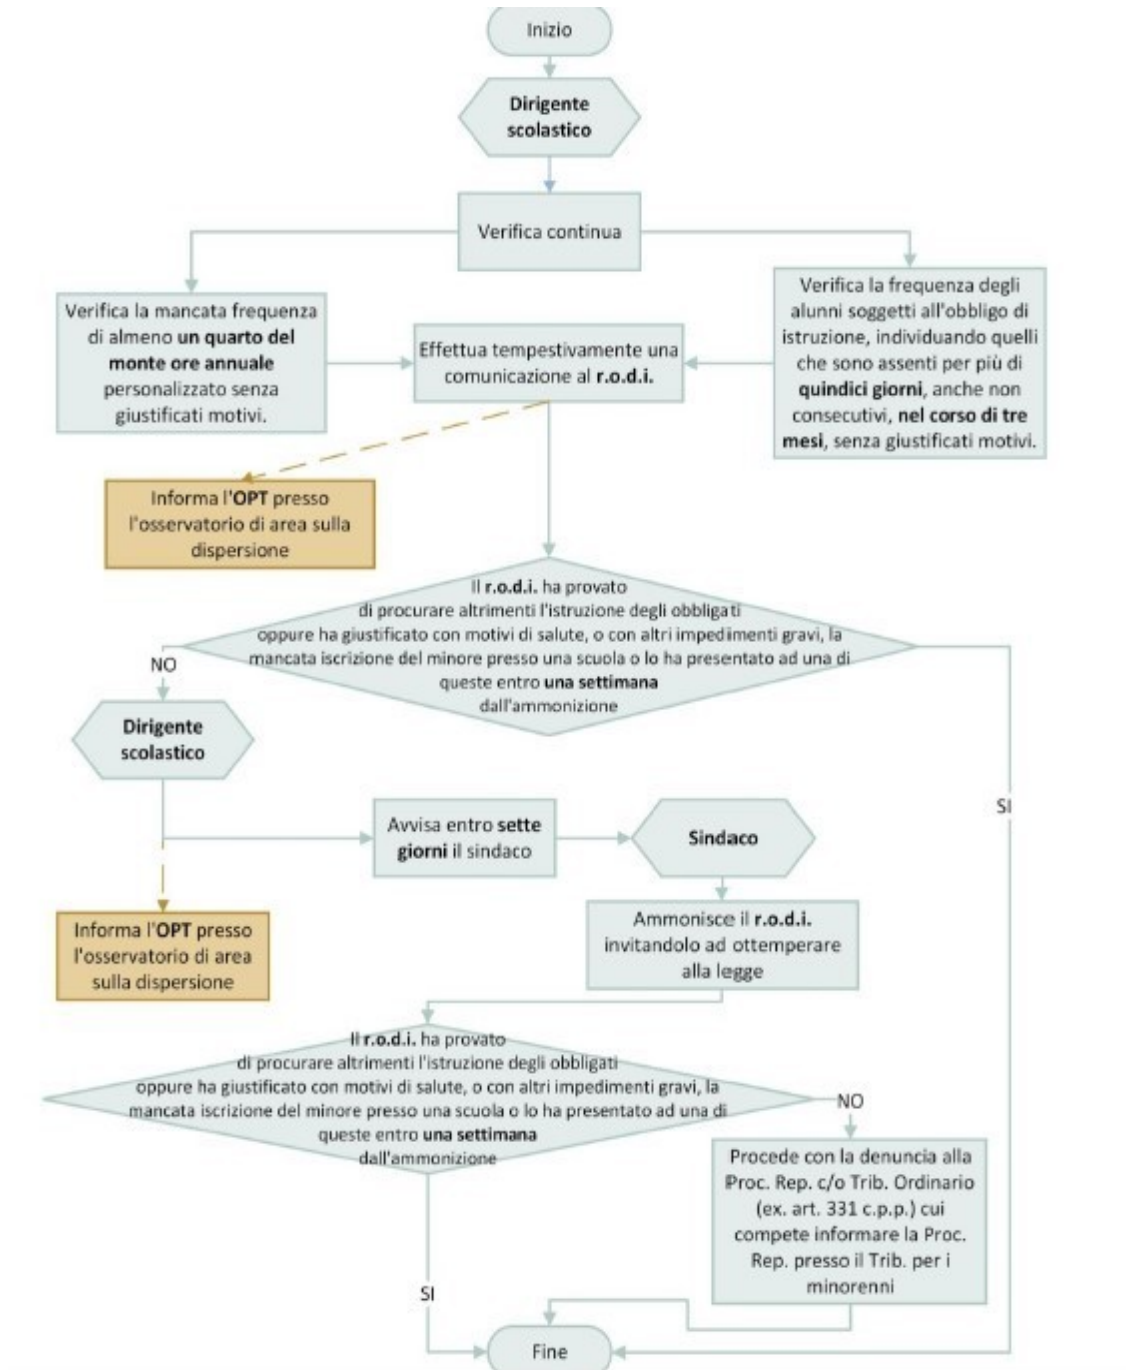 Inizio
Dirigente
scolastico
Verifica continua
Verifica la mancata frequenza
di almeno un quarto del
monte ore annuale
personalizzato senza
giustificati motivi.
Effettua tempestivamente una
comunicazione al r.o.d.i.
Verifica la frequenza degli
alunni soggetti all'obbligo di
istruzione, individuando quelli
che sono assenti per più di
quindici giorni, anche non
consecutivi, nel corso di tre
mesi, senza giustificati motivi.
Informa l'OPT presso
l'osservatorio di area sulla
dispersione
Il r.o.d.i. ha provato
di procurare altrimenti l'istruzione degli obbligati
oppure ha giustificato con motivi di salute, o con altri impedimenti gravi, la
mancata iscrizione del minore presso una scuola o lo ha presentato ad una di
queste entro una settimana
dall'ammonizione
NO
Dirigente
scolastico
SI
Avvisa entro sette
giorni il sindaco
Sindaco
Informa l'OPT presso
l'osservatorio di area
sulla dispersione
Ammonisce il r.o.d.i.
invitandolo ad ottemperare
alla legge
Il r.o.d.i. ha provato
di procurare altrimenti l'istruzione degli obbligati
oppure ha giustificato con motivi di salute, o con altri impedimenti gravi, la
mancata iscrizione del minore presso una scuola o lo ha presentato ad una di
queste entro una settimana
dall'ammonizione
NO
Procede con la denuncia alla
Proc. Rep. c/o Trib. Ordinario
(ex. art. 331 c.p.p.) cui
compete informare la Proc.
Rep. presso il Trib. per i
minorenni
SI
Fine